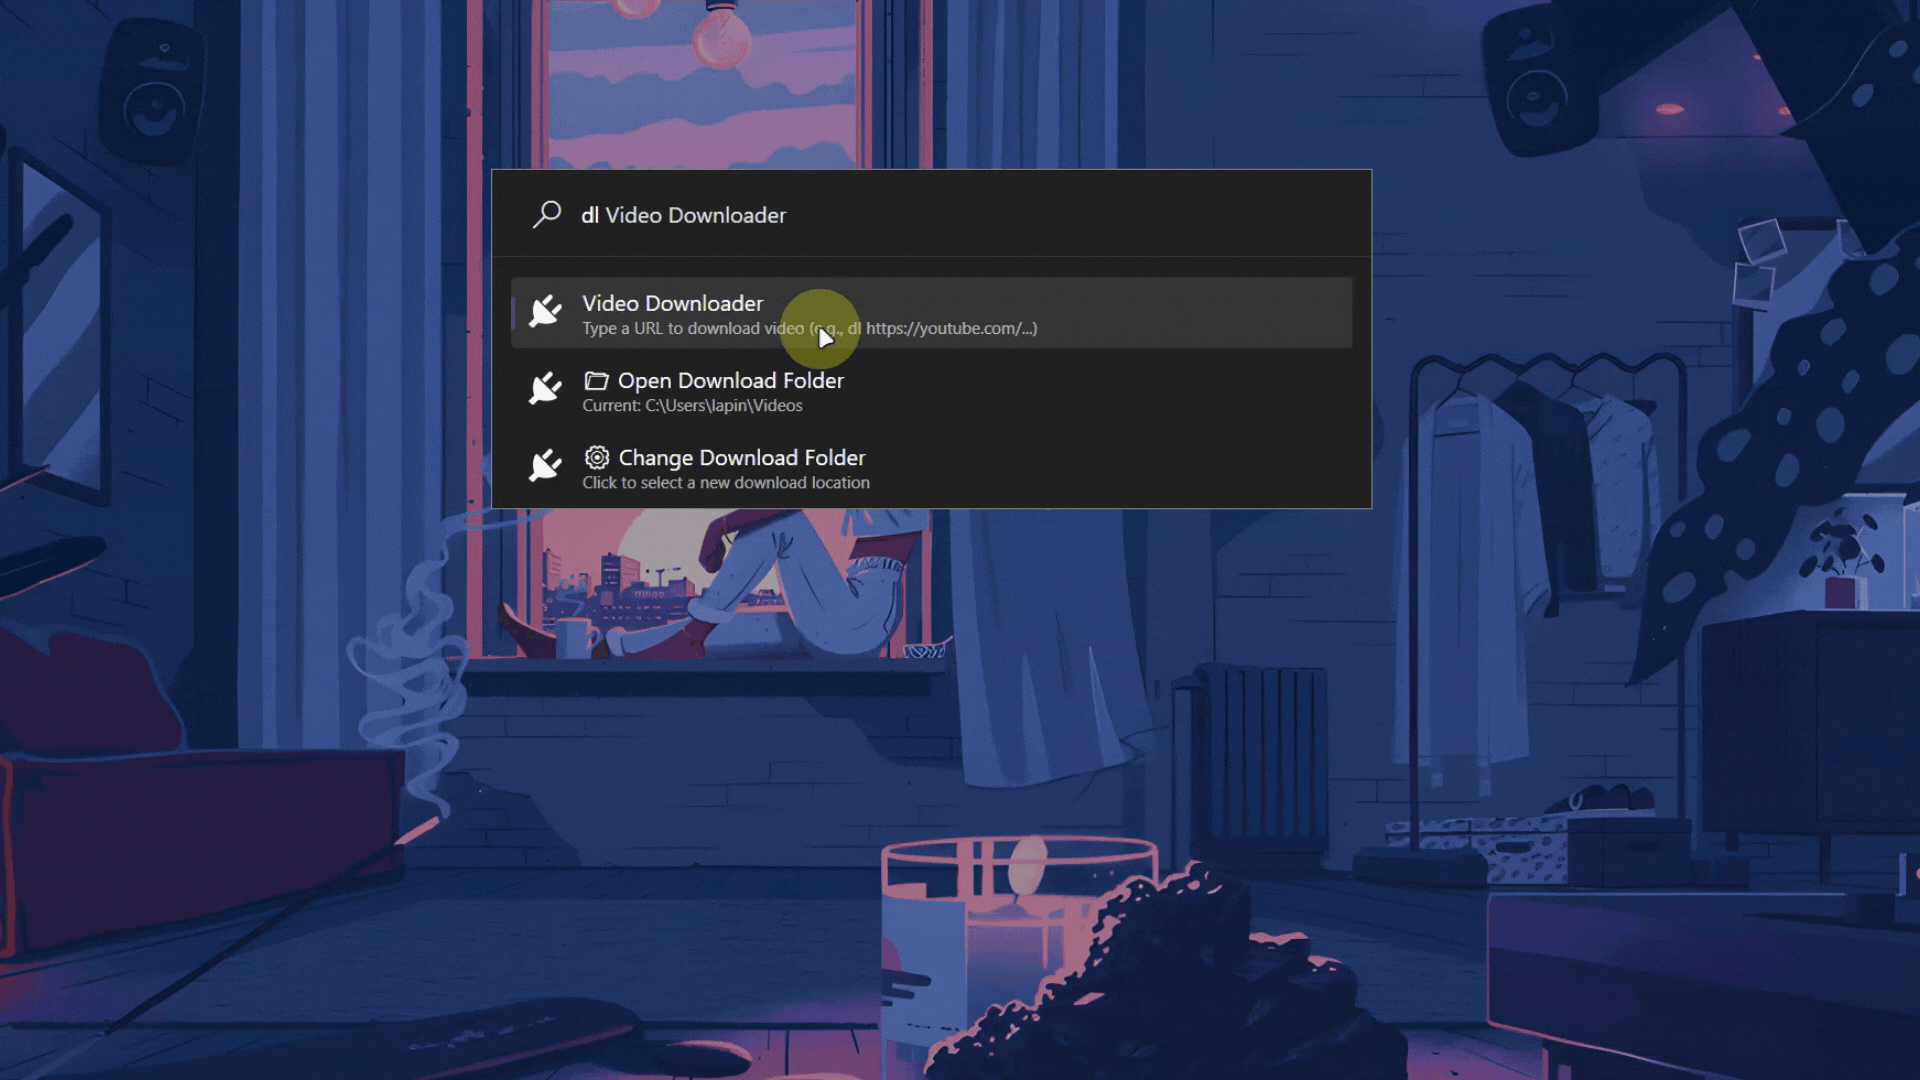 dl Video Downloader
Video Downloader
Type a URL to download video (e.g., dl https://youtube.com/...)
Open Download Folder
Current: C:\Users\lapin\Videos
Change Download Folder
Click to select a new download location